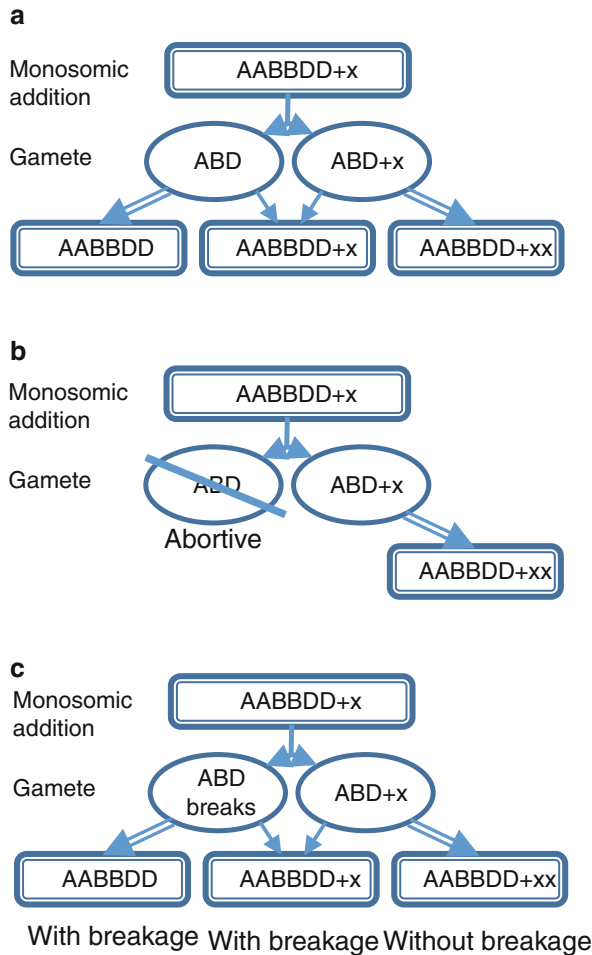 a
Monosomic
addition
AABBDD+x
Gamete
ABD
ABD+x
AABBDD
AABBDD+x
AABBDD+xx
b
Monosomic
addition
AABBDD+x
Gamete
ABD
ABD+x
Abortive
AABBDD+xx
c
Monosomic
addition
AABBDD+x
Gamete
ABD
breaks
ABD+x
AABBDD
AABBDD+x
AABBDD+xx
With breakage
With breakage
Without breakage